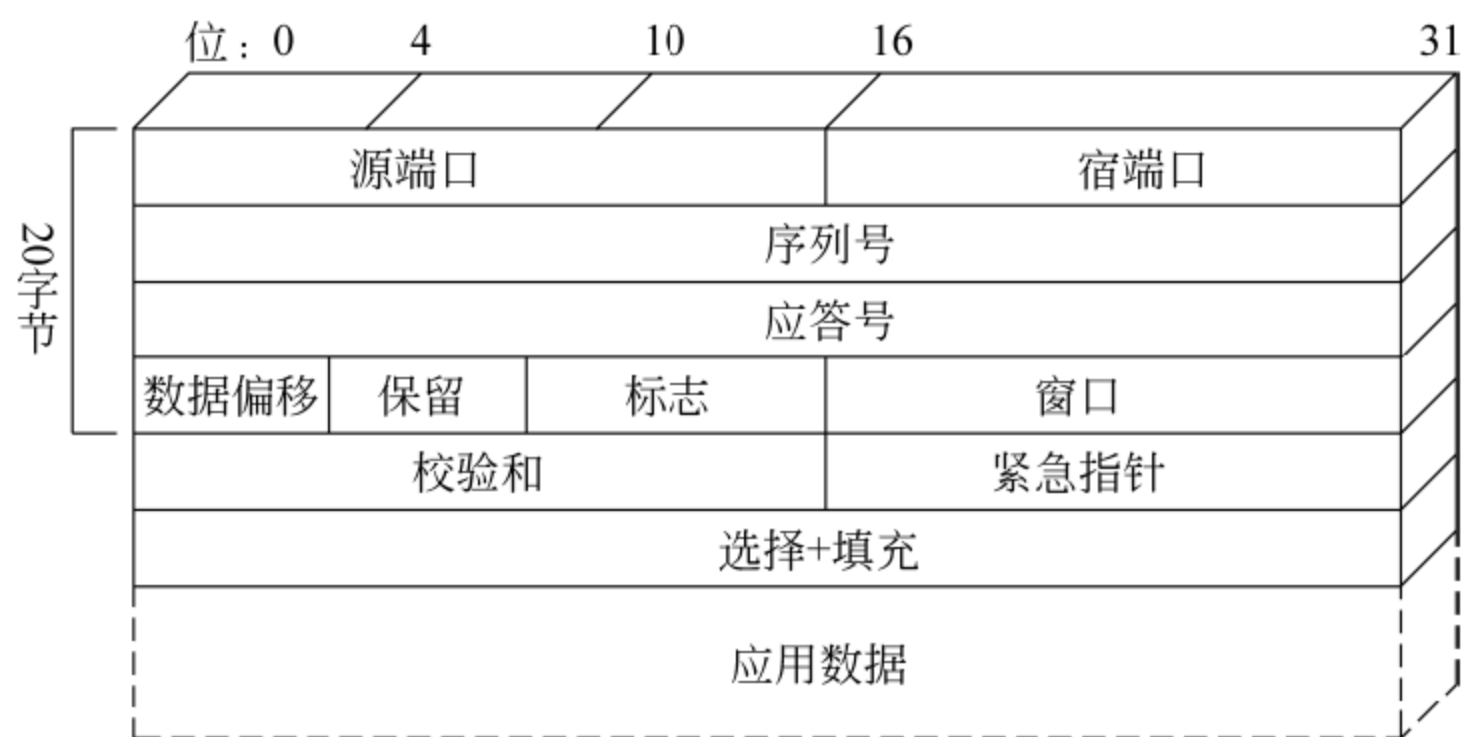 位：0 4 10 16 31
源端口 宿端口
序列号
应答号
20字节
数据偏移 保留 标志 窗口
校验和 紧急指针
选择+填充
应用数据